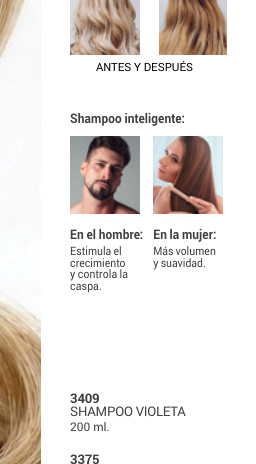 ANTES Y DESPUÉS
Shampoo inteligente:
En el hombre:
Estimula el
crecimiento
y controla la
caspa.
En la mujer:
Más volumen
y suavidad.
3409
SHAMPOO VIOLETA
200 ml.
3375